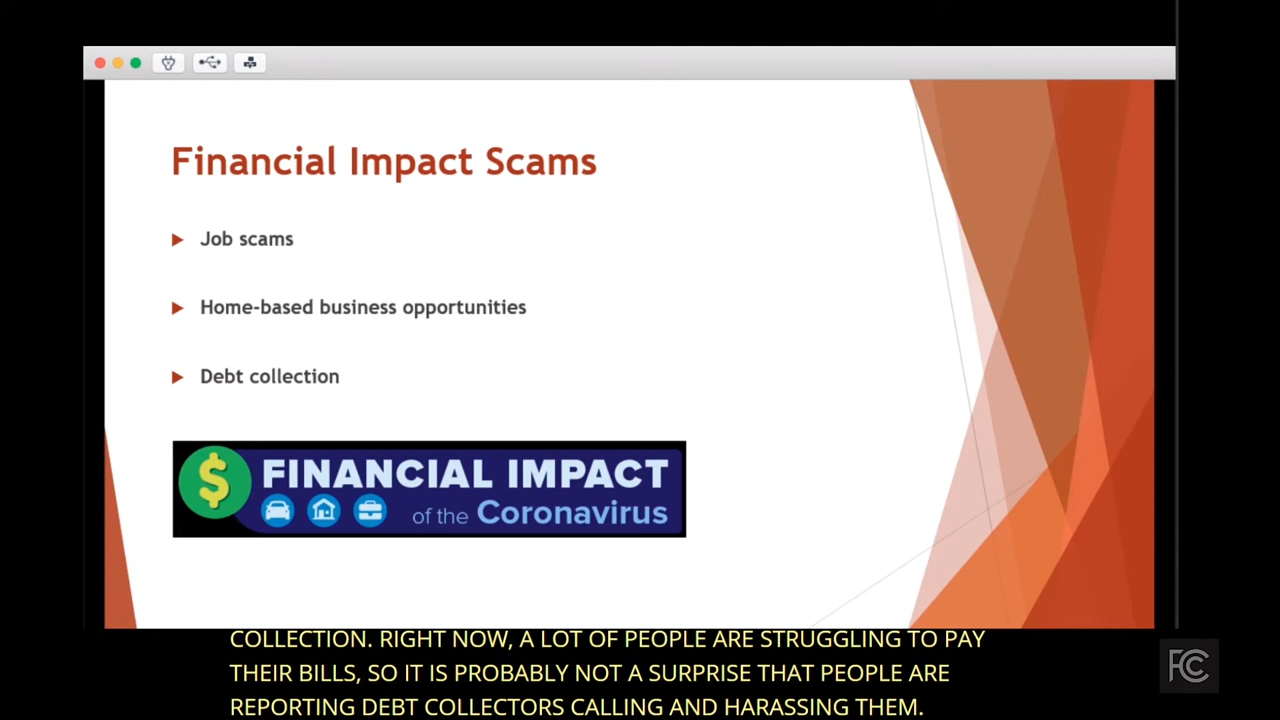 Financial Impact Scams
Job scams
Home-based business opportunities
Debt collection
$ FINANCIAL IMPACT
of the Coronavirus
COLLECTION. RIGHT NOW, A LOT OF PEOPLE ARE STRUGGLING TO PAY
THEIR BILLS, SO IT IS PROBABLY NOT A SURPRISE THAT PEOPLE ARE
REPORTING DEBT COLLECTORS CALLING AND HARASSING THEM.
FCC